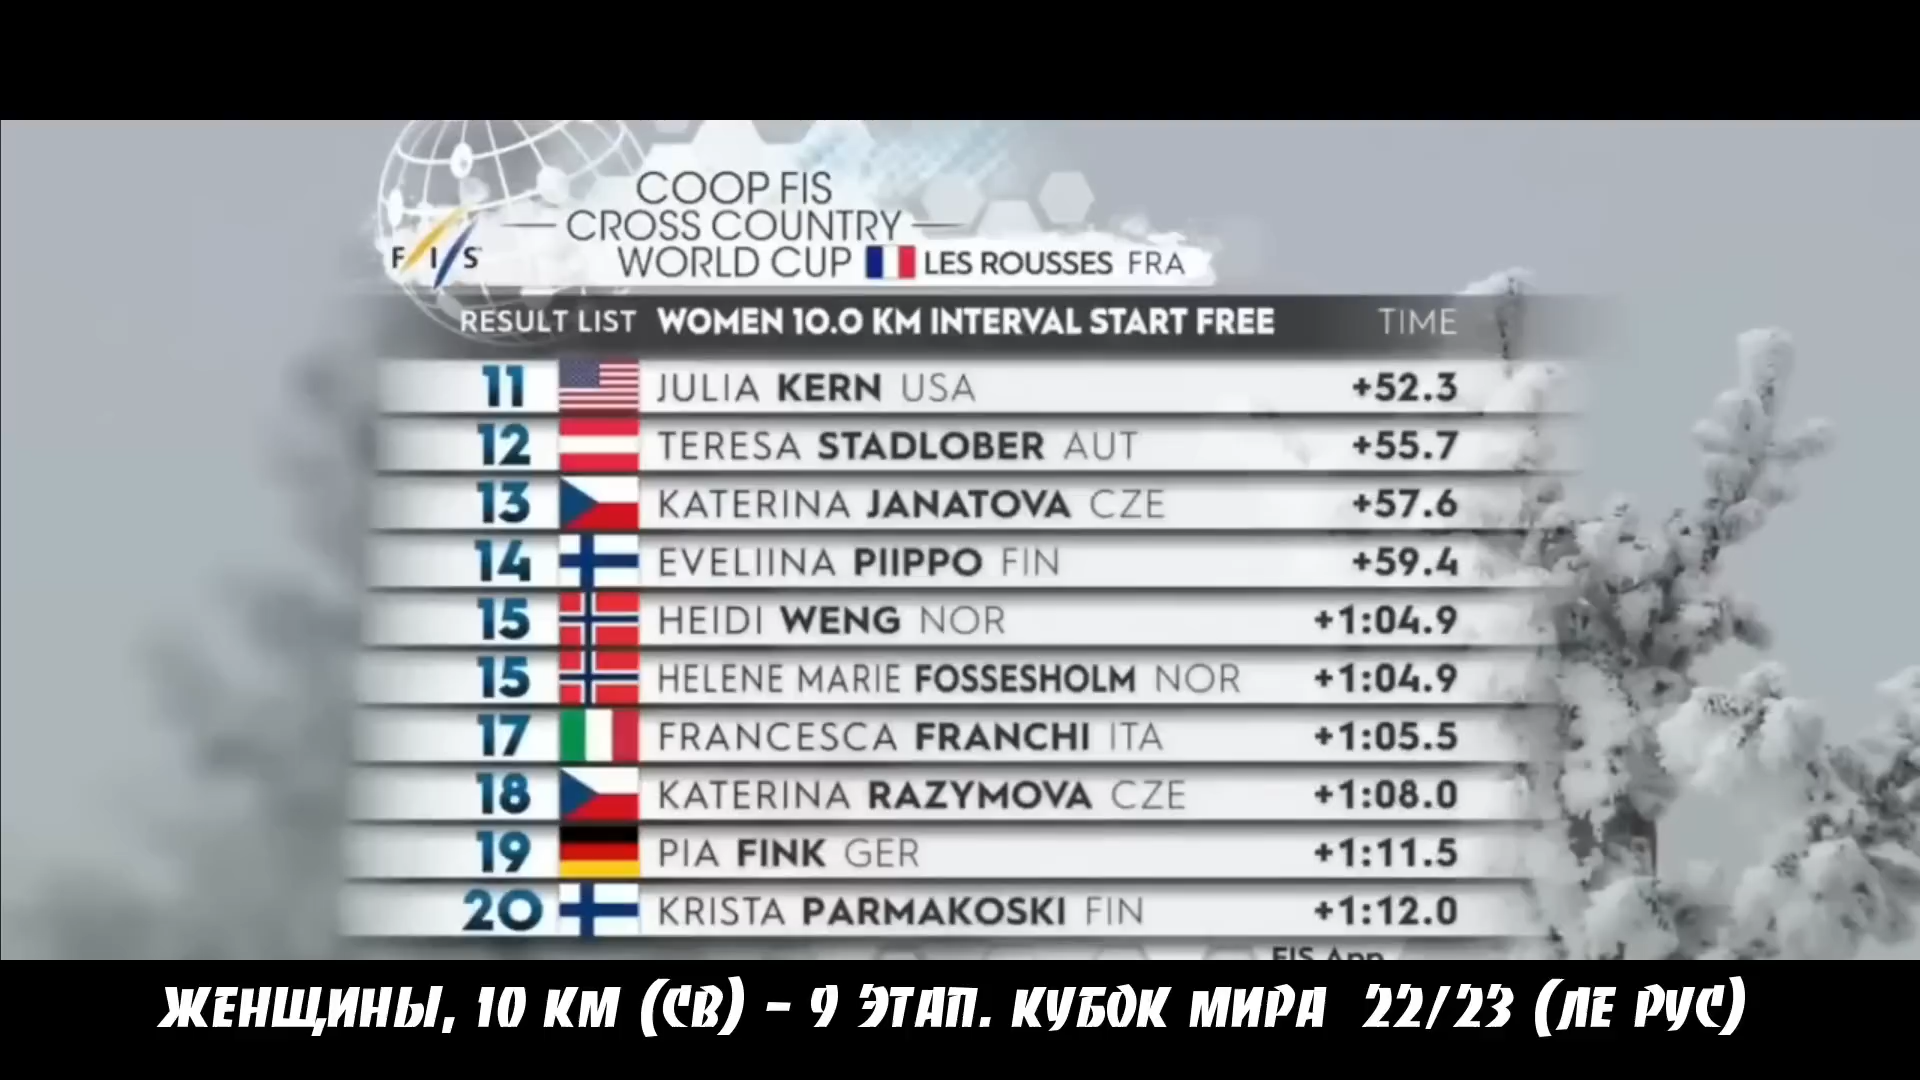 COOP FIS
CROSS COUNTRY
WORLD CUP LES ROUSSES FRA
F I S
RESULT LIST WOMEN 10.0 KM INTERVAL START FREE TIME
11 JULIA KERN USA +52.3
12 TERESA STADLOBER AUT +55.7
13 KATERINA JANATOVA CZE +57.6
14 EVELIINA PIIPPO FIN +59.4
15 HEIDI WENG NOR +1:04.9
15 HELENE MARIE FOSSESHOLM NOR +1:04.9
17 FRANCESCA FRANCHI ITA +1:05.5
18 KATERINA RAZYMOVA CZE +1:08.0
19 PIA FINK GER +1:11.5
20 KRISTA PARMAKOSKI FIN +1:12.0
FIS App
ЖЕНЩИНЫ, 10 КМ (СВ) - 9 ЭТАП. КУБОК МИРА 22/23 (ЛЕ РУС)